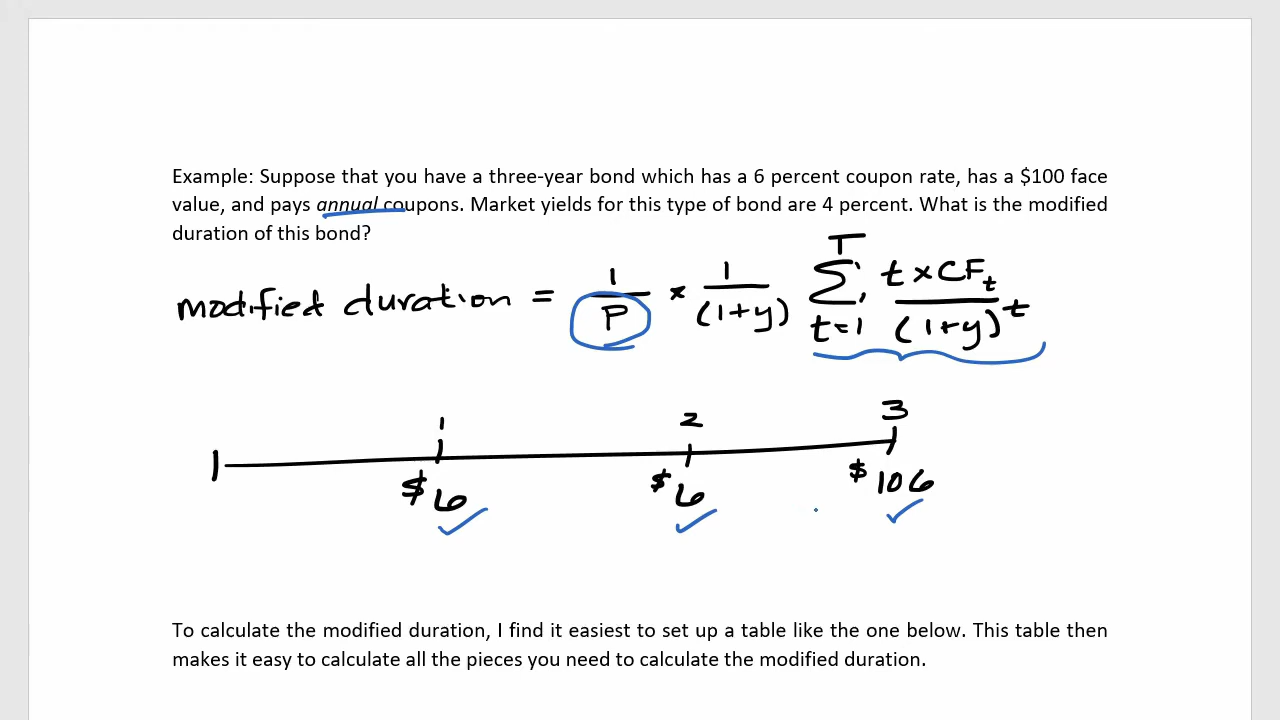 Example: Suppose that you have a three-year bond which has a 6 percent coupon rate, has a $100 face
value, and pays annual coupons. Market yields for this type of bond are 4 percent. What is the modified
duration of this bond?
modified duration = 1/P × 1/(1+y) T∑t=1 t×CFt/(1+y)^t
1 2 3
$6 $6 $106
To calculate the modified duration, I find it easiest to set up a table like the one below. This table then
makes it easy to calculate all the pieces you need to calculate the modified duration.